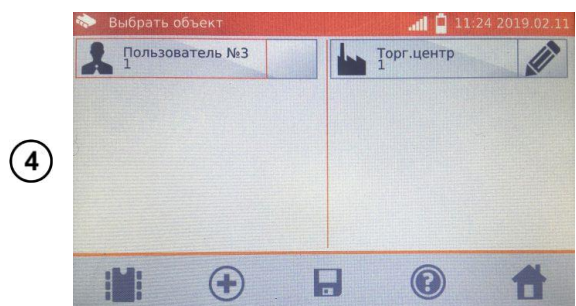 Выбрать объект
11:24 2019.02.11
Пользователь №3
1
Торг.центр
1
4